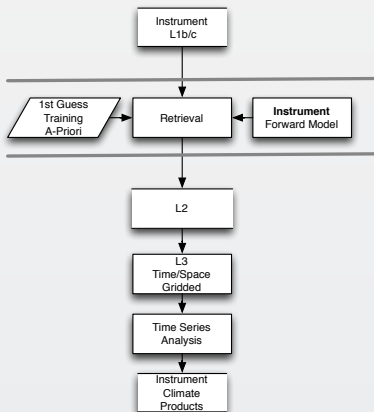 Instrument
L1b/c
1st Guess
Training
A-Priori
Retrieval
Instrument
Forward Model
L2
L3
Time/Space
Gridded
Time Series
Analysis
Instrument
Climate
Products